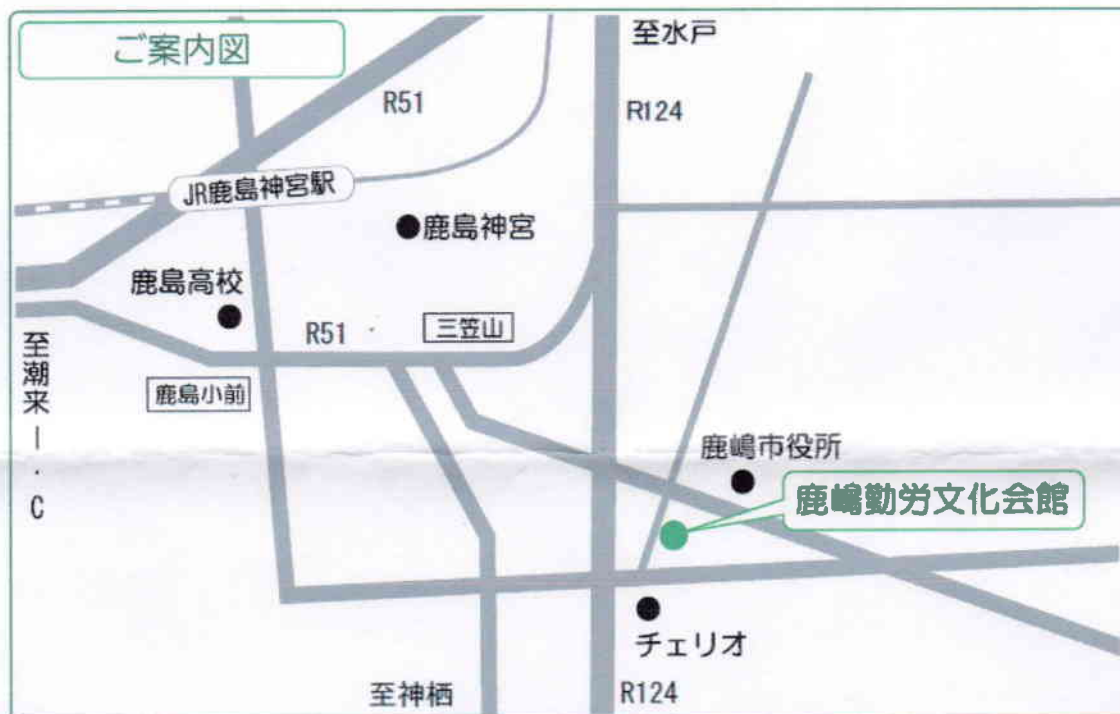 ご案内図
至水戸
R51
R124
JR鹿島神宮駅
鹿島神宮
鹿島高校
R51
三笠山
至潮来I.C
鹿島小前
鹿嶋市役所
鹿嶋勤労文化会館
チェリオ
至神栖
R124